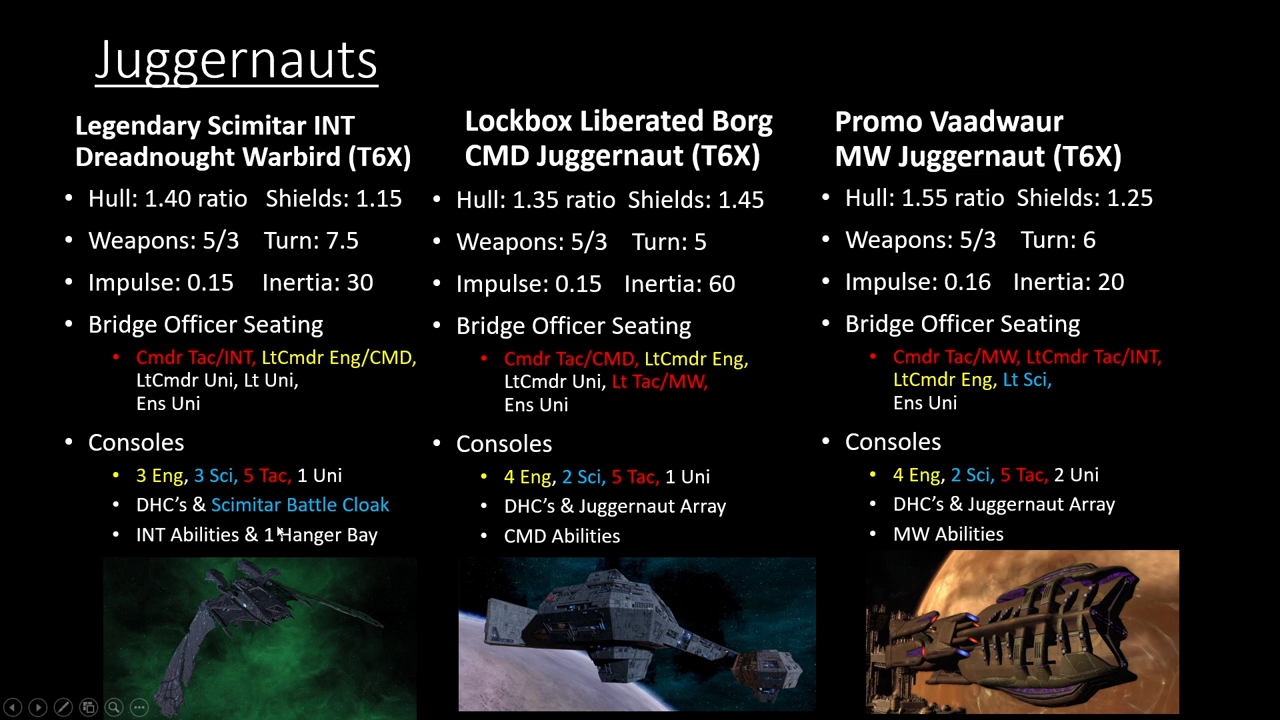 Juggernauts
Legendary Scimitar INT
Dreadnought Warbird (T6X)
• Hull: 1.40 ratio Shields: 1.15
• Weapons: 5/3 Turn: 7.5
• Impulse: 0.15 Inertia: 30
• Bridge Officer Seating
• Cmdr Tac/INT, LtCmdr Eng/CMD,
LtCmdr Uni, Lt Uni,
Ens Uni
• Consoles
• 3 Eng, 3 Sci, 5 Tac, 1 Uni
• DHC's & Scimitar Battle Cloak
• INT Abilities & 1 Hanger Bay
Lockbox Liberated Borg
CMD Juggernaut (T6X)
• Hull: 1.35 ratio Shields: 1.45
• Weapons: 5/3 Turn: 5
• Impulse: 0.15 Inertia: 60
• Bridge Officer Seating
• Cmdr Tac/CMD, LtCmdr Eng,
LtCmdr Uni, Lt Tac/MW,
Ens Uni
• Consoles
• 4 Eng, 2 Sci, 5 Tac, 1 Uni
• DHC's & Juggernaut Array
• CMD Abilities
Promo Vaadwaur
MW Juggernaut (T6X)
• Hull: 1.55 ratio Shields: 1.25
• Weapons: 5/3 Turn: 6
• Impulse: 0.16 Inertia: 20
• Bridge Officer Seating
• Cmdr Tac/MW, LtCmdr Tac/INT,
LtCmdr Eng, Lt Sci,
Ens Uni
• Consoles
• 4 Eng, 2 Sci, 5 Tac, 2 Uni
• DHC's & Juggernaut Array
• MW Abilities